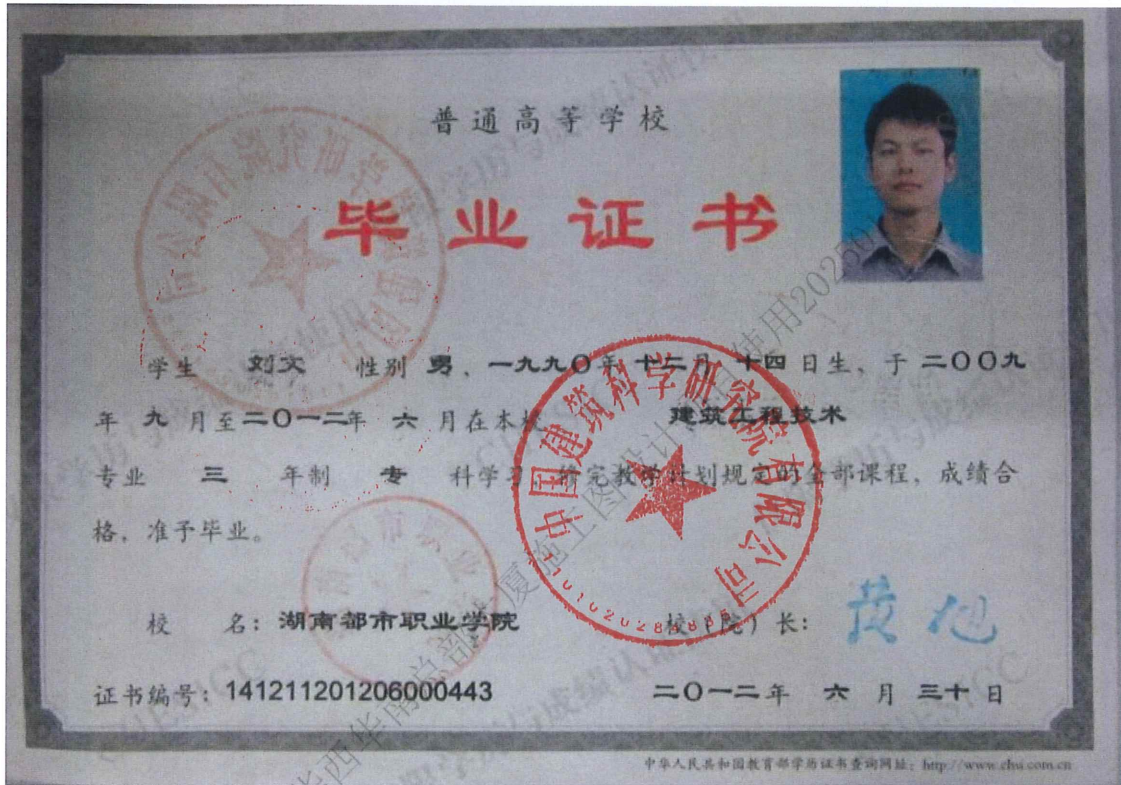 普通高等学校
毕业证书
学生 刘文 性别 男、一九九〇年 十二月 十四 日生，于 二〇〇九
年 九 月至二〇一二年 六 月在本校 建筑工程技术
专业 三 年制 专 科学习，修完教学计划规定的全部课程，成绩合
格，准予毕业。
校 名：湖南都市职业学院
校（院）长：
证书编号：141211201206000443
二〇一二年 六 月 三十 日
中国建筑科学研究院有限公司
中华人民共和国教育部学历证书查询网址：http://www.chsi.com.cn